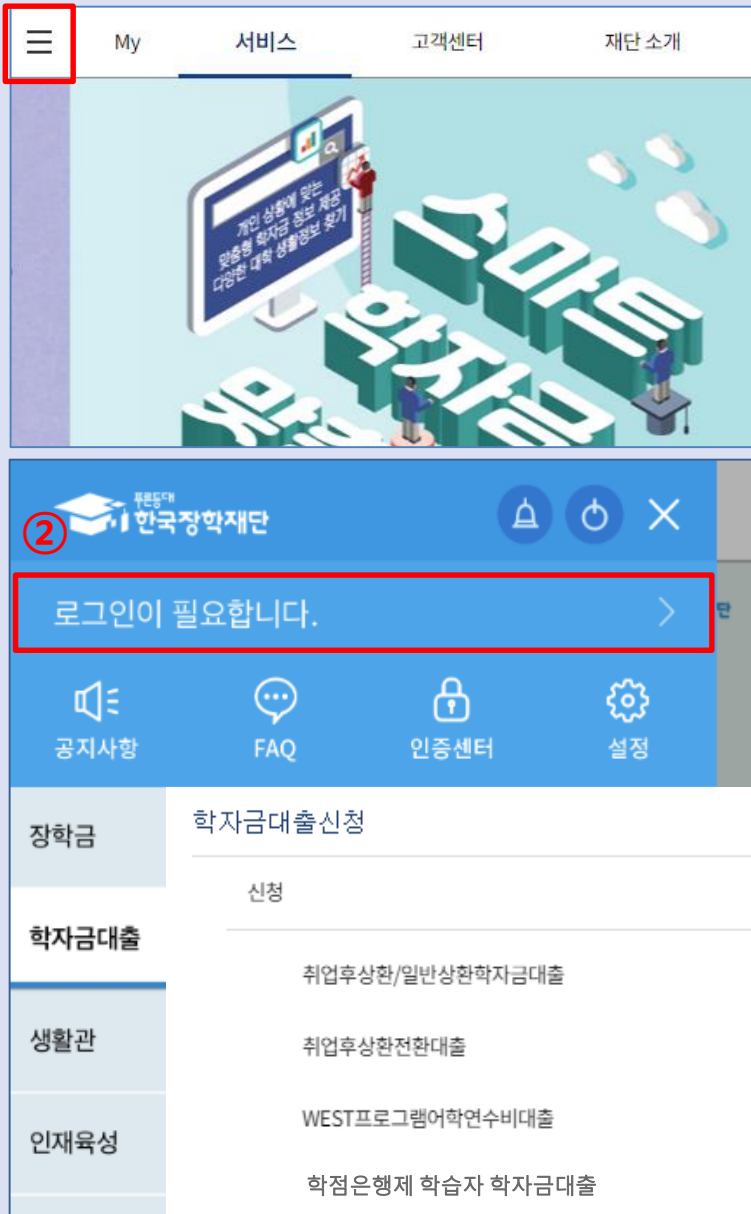 My
서비스
고객센터
재단 소개
개인 상황에 맞는
맞춤형 학자금 정보 제공
다양한 대학 생활정보 찾기
스마트
학자금
②
푸른등대
한국장학재단
로그인이 필요합니다.
단
공지사항
FAQ
인증센터
설정
장학금
학자금대출
생활관
인재육성
학자금대출신청
신청
취업후상환/일반상환학자금대출
취업후상환전환대출
WEST프로그램어학연수비대출
학점은행제 학습자 학자금대출